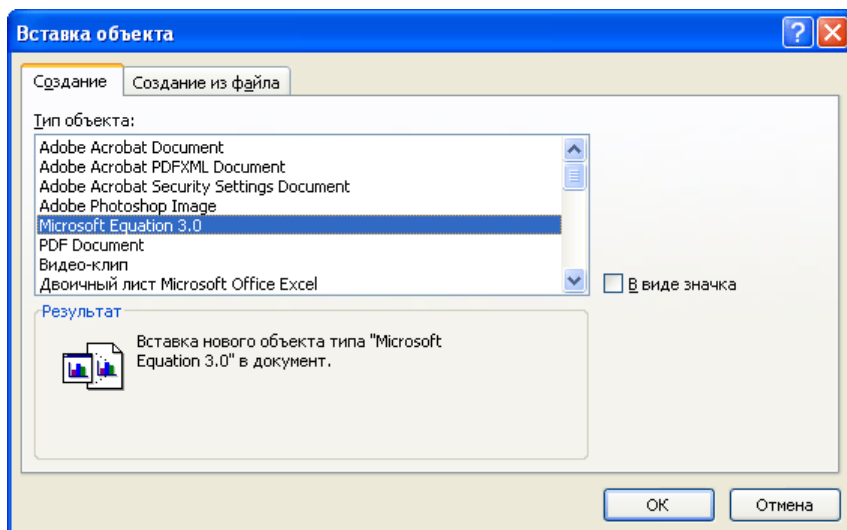 Вставка объекта
Создание
Создание из файла
Тип объекта:
Adobe Acrobat Document
Adobe Acrobat PDFXML Document
Adobe Acrobat Security Settings Document
Adobe Photoshop Image
Microsoft Equation 3.0
PDF Document
Видео-клип
Двоичный лист Microsoft Office Excel
В виде значка
Результат
Вставка нового объекта типа "Microsoft
Equation 3.0" в документ.
ОК
Отмена